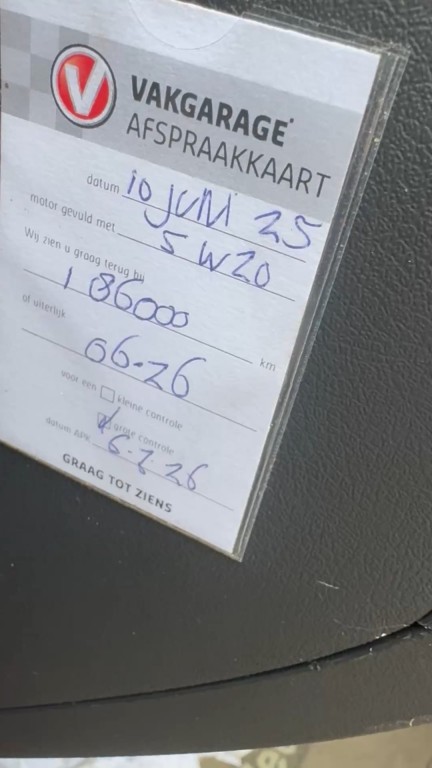 V
VAKGARAGE
AFSPRAAKKAART
datum 10 JUNI 25
motor gevuld met 5W20
Wij zien u graag terug bij
186000 km
of uiterlijk
06-26
voor een kleine controle
grote controle
datum APK 6-2 26
GRAAG TOT ZIENS